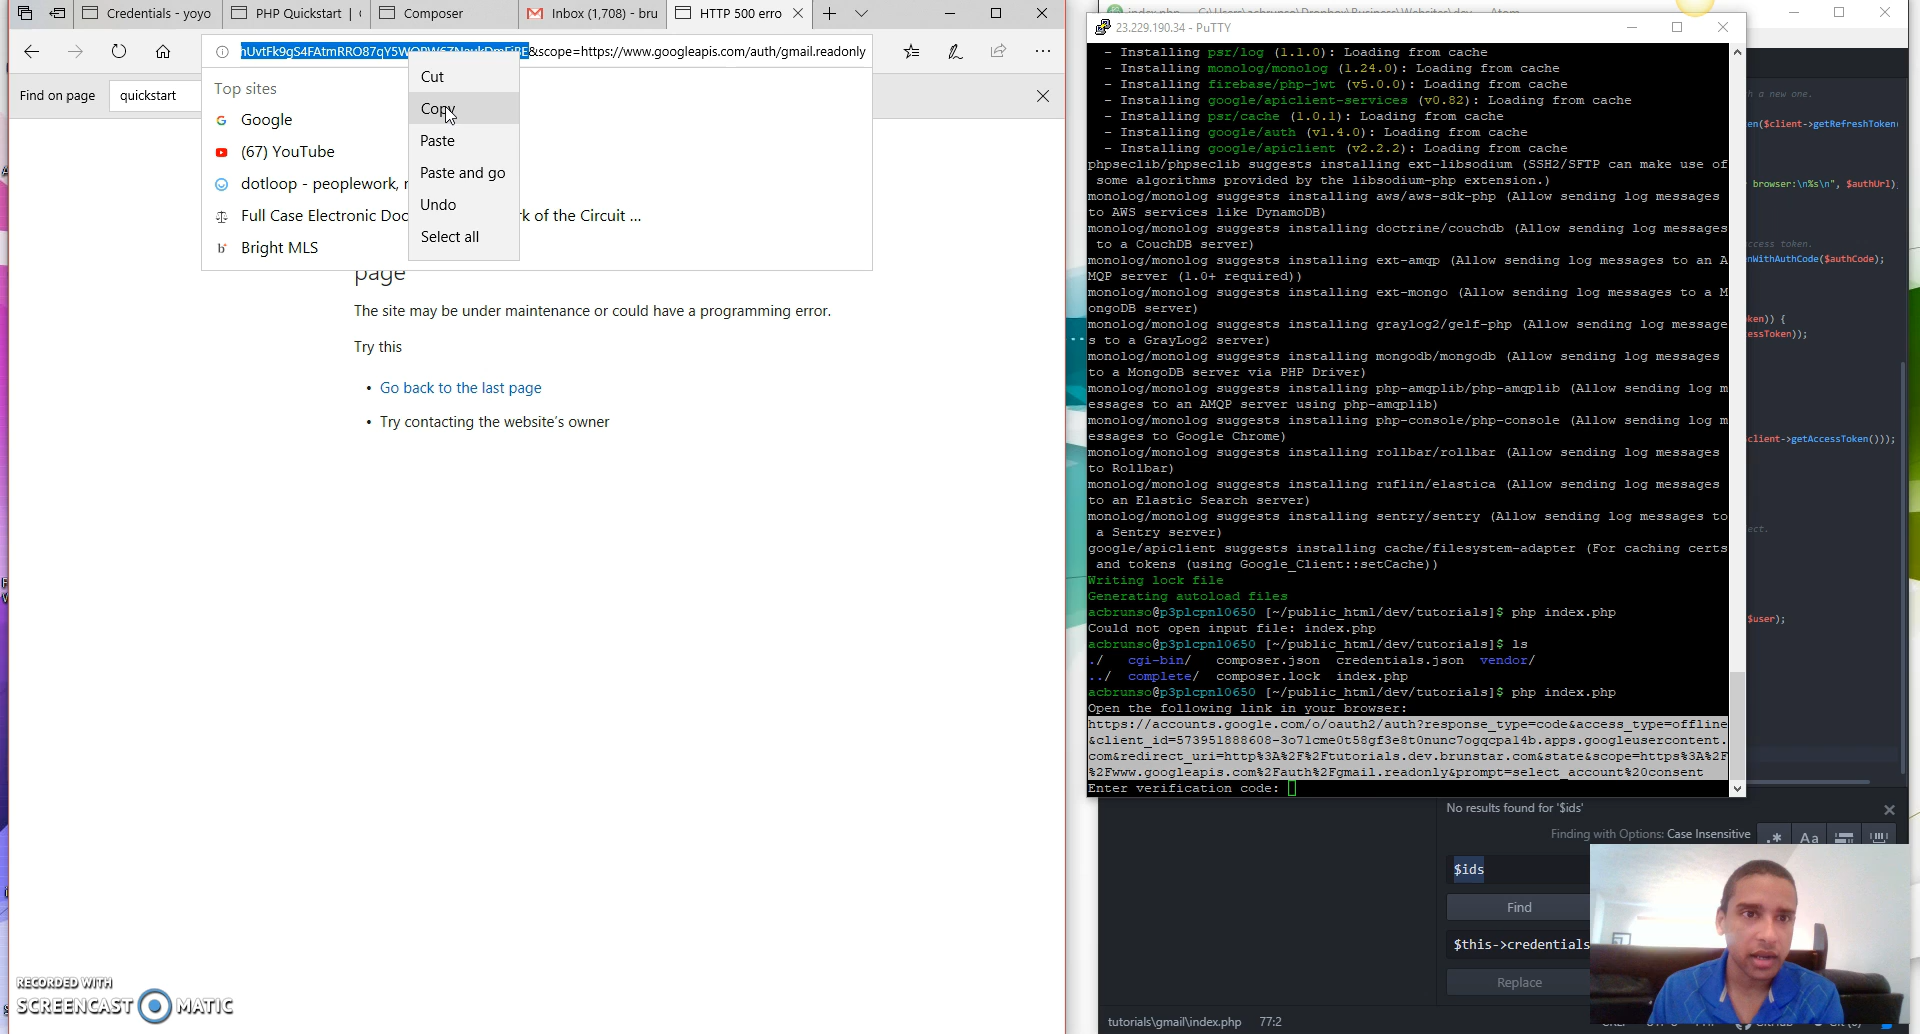 Credentials - yoyo
PHP Quickstart |
Composer
Inbox (1,708) - bru
HTTP 500 erro
&scope=https://www.googleapis.com/auth/gmail.readonly
Find on page
quickstart
Top sites
Google
(67) YouTube
dotloop - peoplework,
Full Case Electronic Doc
rk of the Circuit ...
Bright MLS
Cut
Copy
Paste
Paste and go
Undo
Select all
page
The site may be under maintenance or could have a programming error.
Try this
• Go back to the last page
• Try contacting the website's owner
23.229.190.34 - PuTTY
- Installing psr/log (1.1.0): Loading from cache
- Installing monolog/monolog (1.24.0): Loading from cache
- Installing firebase/php-jwt (v5.0.0): Loading from cache
- Installing google/apiclient-services (v0.82): Loading from cache
- Installing psr/cache (1.0.1): Loading from cache
- Installing google/auth (v1.4.0): Loading from cache
- Installing google/apiclient (v2.2.2): Loading from cache
phpseclib/phpseclib suggests installing ext-libsodium (SSH2/SFTP can make use of
some algorithms provided by the libsodium-php extension.)
monolog/monolog suggests installing aws/aws-sdk-php (Allow sending log messages
to AWS services like DynamoDB)
monolog/monolog suggests installing doctrine/couchdb (Allow sending log messages
to a CouchDB server)
monolog/monolog suggests installing ext-amqp (Allow sending log messages to an A
MQP server (1.0+ required))
monolog/monolog suggests installing ext-mongo (Allow sending log messages to a M
ongoDB server)
monolog/monolog suggests installing graylog2/gelf-php (Allow sending log message
s to a GrayLog2 server)
monolog/monolog suggests installing mongodb/mongodb (Allow sending log messages
to a MongoDB server via PHP Driver)
monolog/monolog suggests installing php-amqplib/php-amqplib (Allow sending log m
essages to an AMQP server using php-amqplib)
monolog/monolog suggests installing php-console/php-console (Allow sending log m
essages to Google Chrome)
monolog/monolog suggests installing rollbar/rollbar (Allow sending log messages
to Rollbar)
monolog/monolog suggests installing ruflin/elastica (Allow sending log messages
to an Elastic Search server)
monolog/monolog suggests installing sentry/sentry (Allow sending log messages to
a Sentry server)
google/apiclient suggests installing cache/filesystem-adapter (For caching certs
and tokens (using Google_Client::setCache))
Writing lock file
Generating autoload files
acbrunso@p3plcpnl0650 [~/public_html/dev/tutorials]$ php index.php
Could not open input file: index.php
acbrunso@p3plcpnl0650 [~/public_html/dev/tutorials]$ ls
./ cgi-bin/ composer.json credentials.json vendor/
../ complete/ composer.lock index.php
acbrunso@p3plcpnl0650 [~/public_html/dev/tutorials]$ php index.php
Open the following link in your browser:
https://accounts.google.com/o/oauth2/auth?response_type=code&access_type=offline
&client_id=573951888608-3o71cme0t58gf3e8t0nunc7ogqcpa14b.apps.googleusercontent.
com&redirect_uri=http%3A%2F%2Ftutorials.dev.brunstar.com&state&scope=https%3A%2F
%2Fwww.googleapis.com%2Fauth%2Fgmail.readonly&prompt=select_account%20consent
Enter verification code:
h a new one.
en($client->getRefreshToken(
browser:\n%s\n", $authUrl);
ccess token.
nWithAuthCode($authCode);
ken)) {
essToken));
client->getAccessToken()));
ect.
$user);
No results found for '$ids'
Finding with Options: Case Insensitive
.* Aa
$ids
Find
$this->credentials
Replace
tutorials\gmail\index.php 77:2
RECORDED WITH
SCREENCAST MATIC